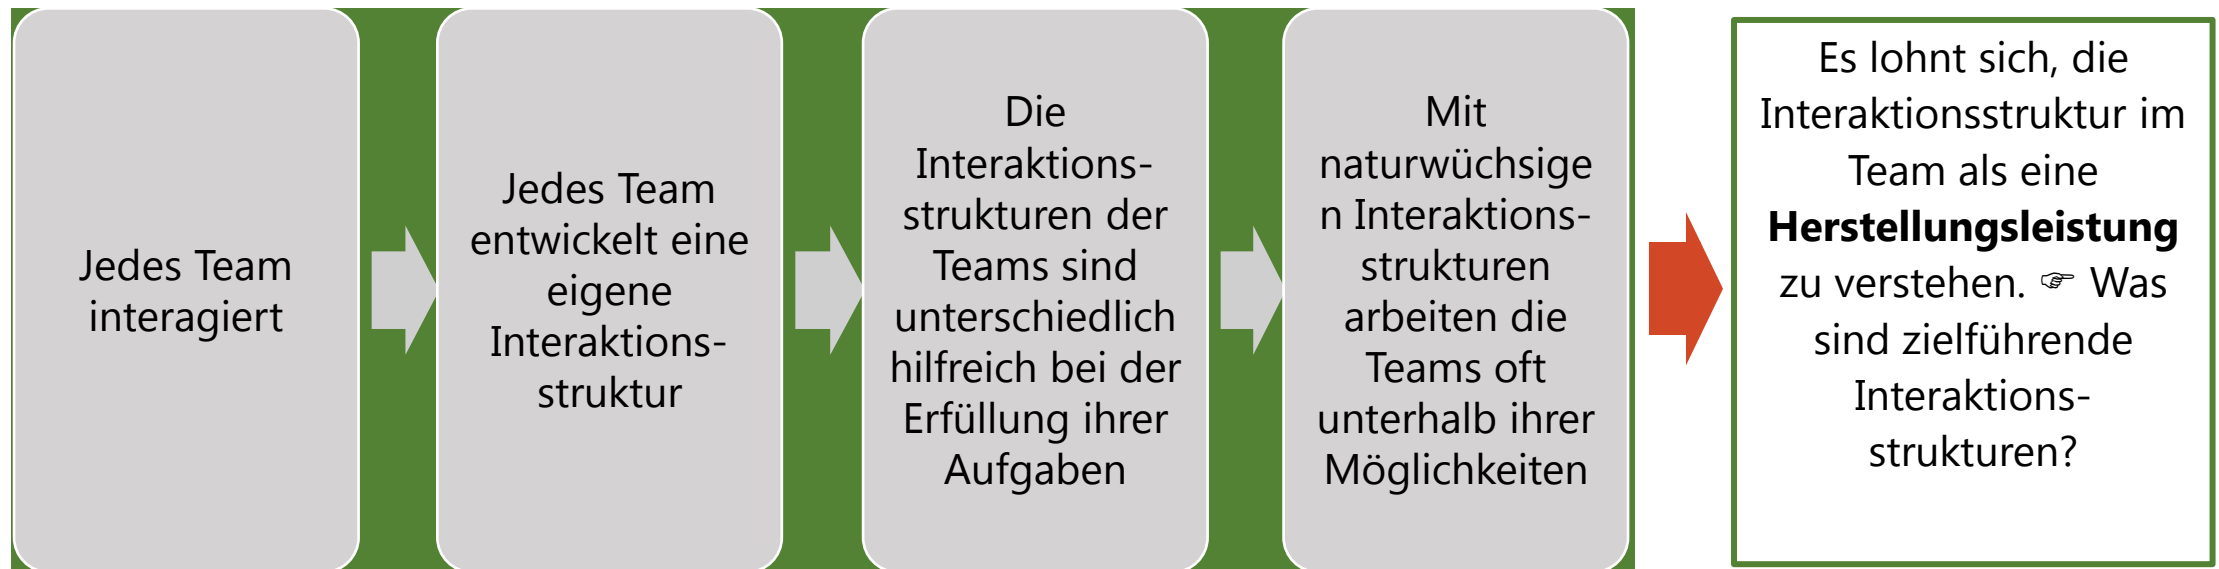 Jedes Team
interagiert
Jedes Team
entwickelt eine
eigene
Interaktions-
struktur
Die
Interaktions-
strukturen der
Teams sind
unterschiedlich
hilfreich bei der
Erfüllung ihrer
Aufgaben
Mit
naturwüchsige
n Interaktions-
strukturen
arbeiten die
Teams oft
unterhalb ihrer
Möglichkeiten
Es lohnt sich, die
Interaktionsstruktur im
Team als eine
Herstellungsleistung
zu verstehen. ☞ Was
sind zielführende
Interaktions-
strukturen?